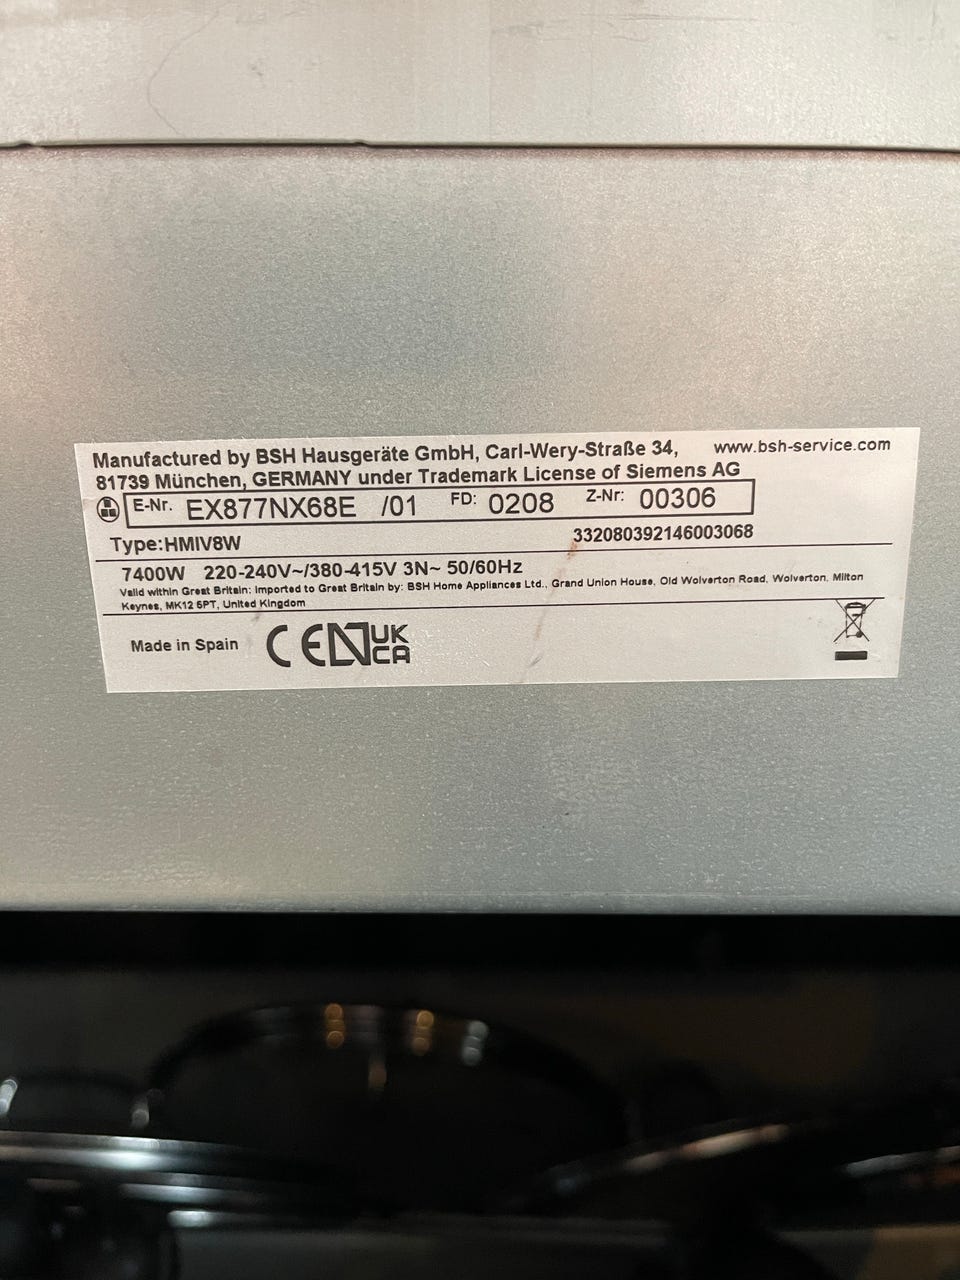 Manufactured by BSH Hausgeräte GmbH, Carl-Wery-Straße 34, www.bsh-service.com
81739 München, GERMANY under Trademark License of Siemens AG
E-Nr. EX877NX68E /01 FD: 0208 Z-Nr: 00306
Type:HMIV8W 332080392146003068
7400W 220-240V~/380-415V 3N~ 50/60Hz
Valid within Great Britain: Imported to Great Britain by: BSH Home Appliances Ltd., Grand Union House, Old Wolverton Road, Wolverton, Milton
Keynes, MK12 5PT, United Kingdom
Made in Spain CE N UK
CA